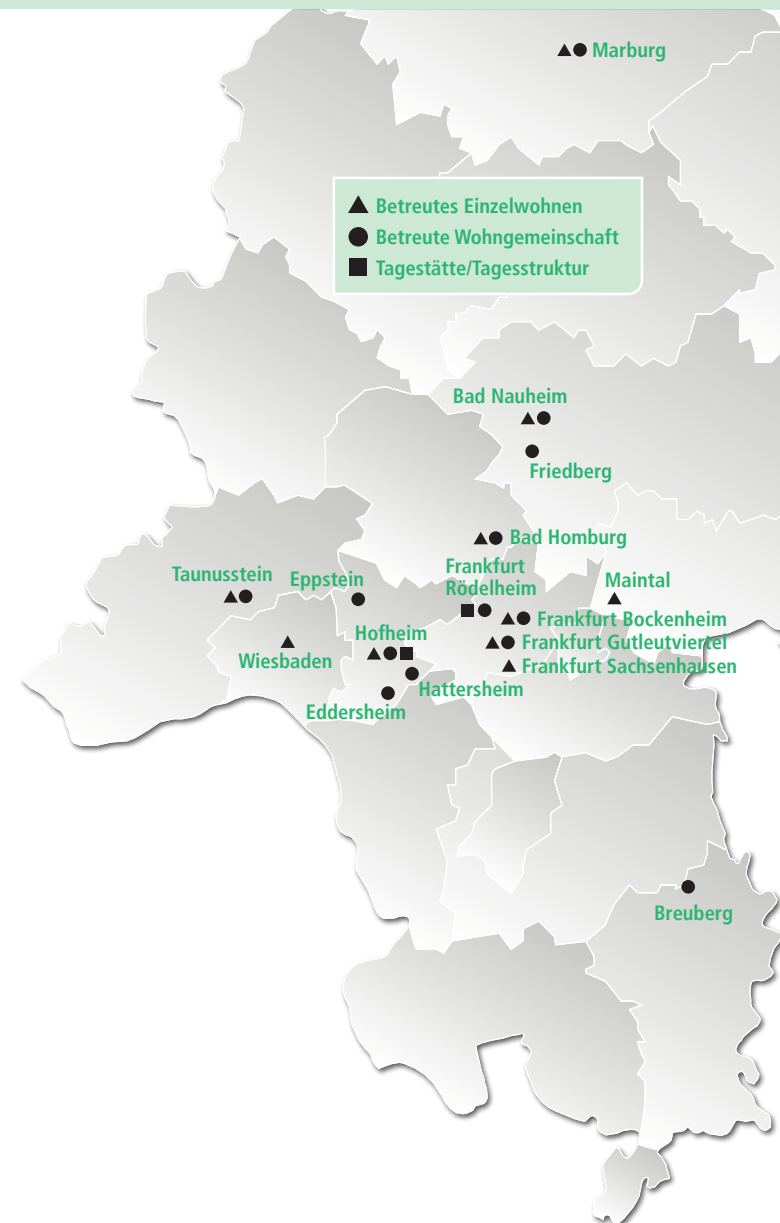 Marburg
Betreutes Einzelwohnen
Betreute Wohngemeinschaft
Tagestätte/Tagesstruktur
Bad Nauheim
Friedberg
Bad Homburg
Frankfurt
Rödelheim
Taunusstein
Eppstein
Maintal
Frankfurt Bockenheim
Hofheim
Frankfurt Gutleutviertel
Wiesbaden
Frankfurt Sachsenhausen
Hattersheim
Eddersheim
Breuberg